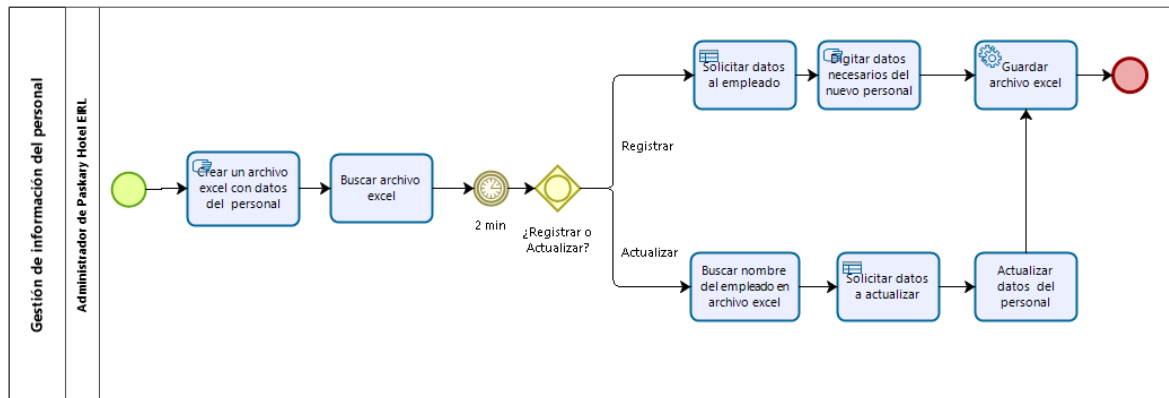 Gestión de información del personal
Administrador de Paskary Hotel EIRL
Crear un archivo
excel con datos
del personal
Buscar archivo
excel
2 min
¿Registrar o
Actualizar?
Registrar
Solicitar datos
al empleado
Digitar datos
necesarios del
nuevo personal
Guardar
archivo excel
Actualizar
Buscar nombre
del empleado en
archivo excel
Solicitar datos
a actualizar
Actualizar
datos del
personal